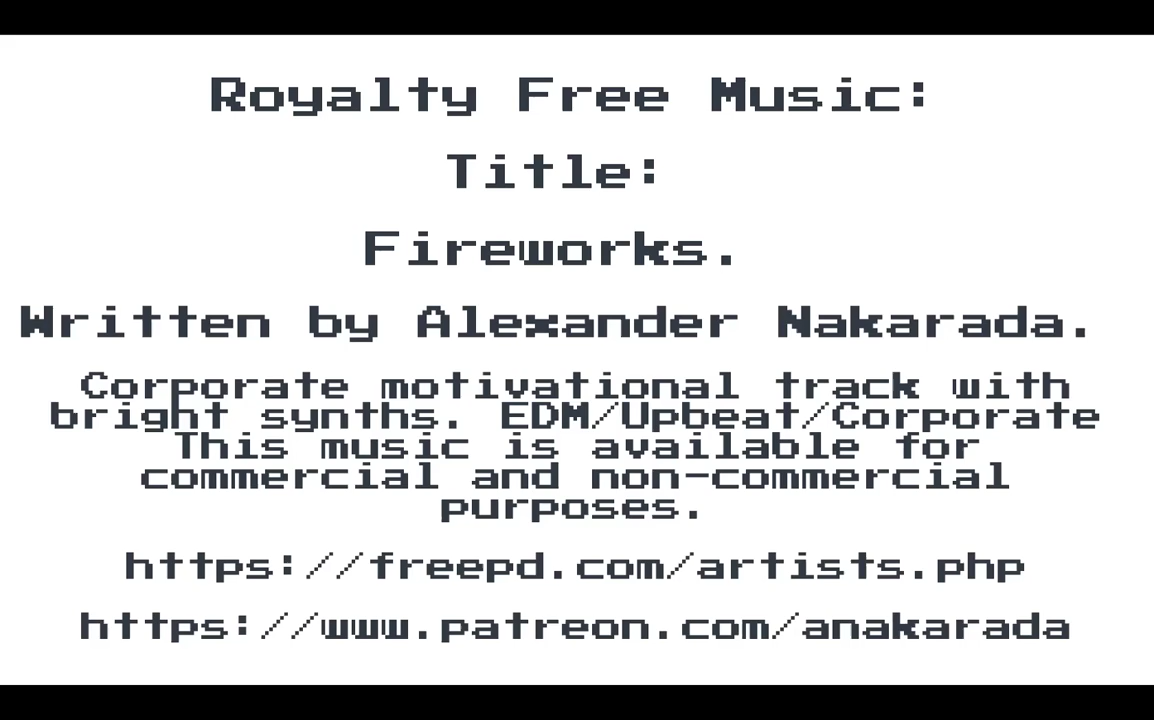 Royalty Free Music:
Title:
Fireworks.
Written by Alexander Nakarada.
Corporate motivational track with
bright synths. EDM/Upbeat/Corporate
This music is available for
commercial and non-commercial
purposes.
https://freepd.com/artists.php
https://www.patreon.com/anakarada